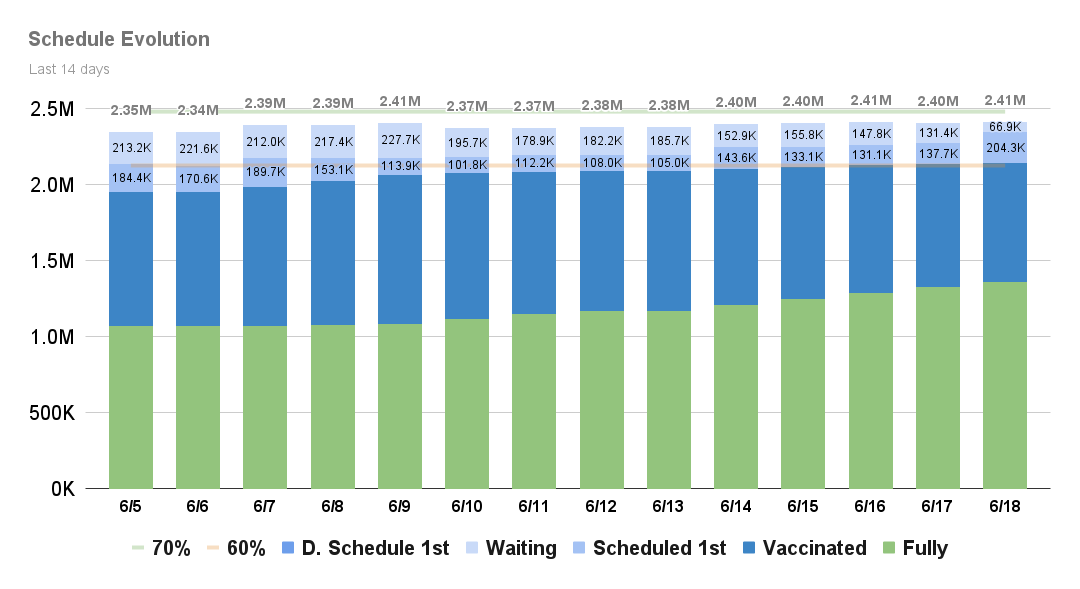 Schedule Evolution
Last 14 days
2.35M 2.34M 2.39M 2.39M 2.41M 2.37M 2.37M 2.38M 2.38M 2.40M 2.40M 2.41M 2.40M 2.41M
2.5M
213.2K 221.6K 212.0K 217.4K 227.7K 195.7K 178.9K 182.2K 185.7K 152.9K 155.8K 147.8K 131.4K 66.9K
184.4K 170.6K 189.7K 153.1K 113.9K 101.8K 112.2K 108.0K 105.0K 143.6K 133.1K 131.1K 137.7K 204.3K
2.0M
1.5M
1.0M
500K
0K
6/5 6/6 6/7 6/8 6/9 6/10 6/11 6/12 6/13 6/14 6/15 6/16 6/17 6/18
70% 60% D. Schedule 1st Waiting Scheduled 1st Vaccinated Fully